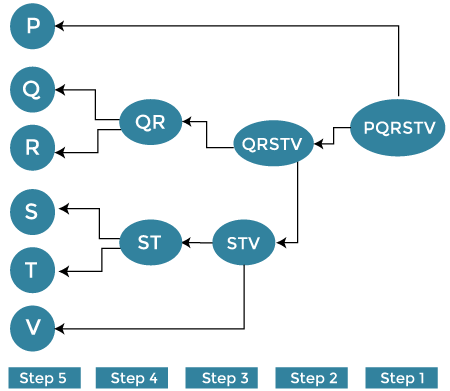 P
Q
QR
PQRSTV
R
QRSTV
S
ST
STV
T
V
Step 5
Step 4
Step 3
Step 2
Step 1